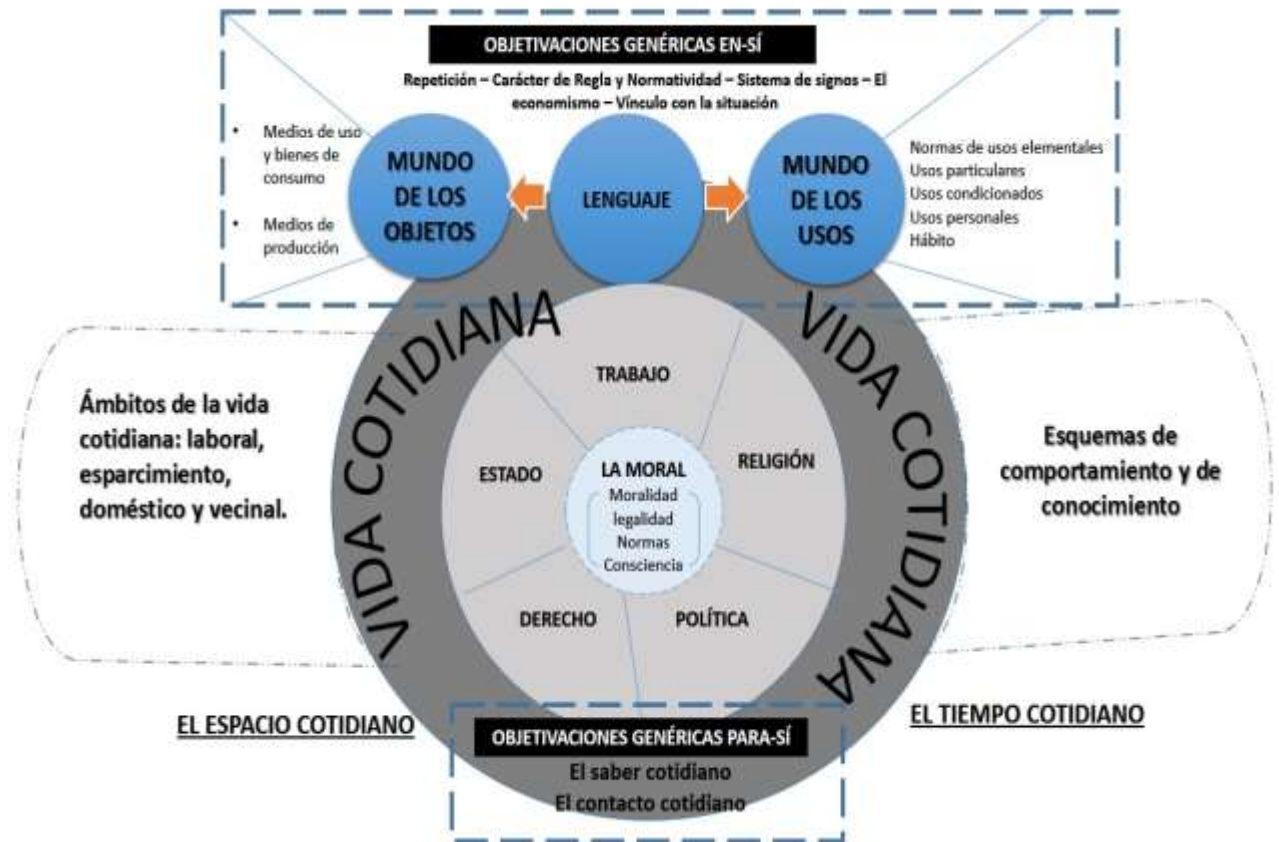 OBJETIVACIONES GENÉRICAS EN-SÍ
Repetición – Carácter de Regla y Normatividad – Sistema de signos – El
economismo – Vínculo con la situación
• Medios de uso
y bienes de
consumo
• Medios de
producción
MUNDO
DE LOS
OBJETOS
LENGUAJE
MUNDO
DE LOS
USOS
Normas de usos elementales
Usos particulares
Usos condicionados
Usos personales
Hábito
VIDA COTIDIANA
VIDA COTIDIANA
Ámbitos de la vida
cotidiana: laboral,
esparcimiento,
doméstico y vecinal.
TRABAJO
ESTADO
RELIGIÓN
LA MORAL
Moralidad
legalidad
Normas
Consciencia
DERECHO
POLÍTICA
Esquemas de
comportamiento y de
conocimiento
EL ESPACIO COTIDIANO
EL TIEMPO COTIDIANO
OBJETIVACIONES GENÉRICAS PARA-SÍ
El saber cotidiano
El contacto cotidiano